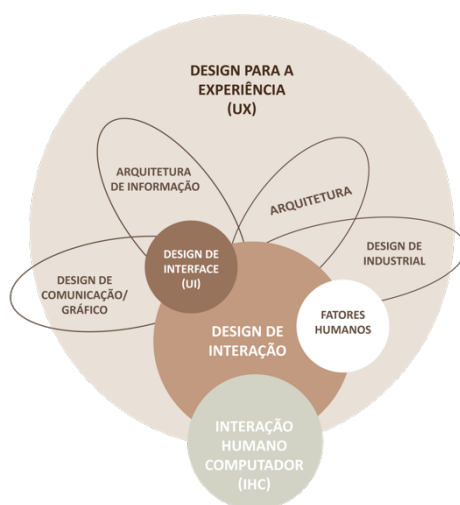 DESIGN PARA A
EXPERIÊNCIA
(UX)
ARQUITETURA
DE INFORMAÇÃO
ARQUITETURA
DESIGN DE
INTERFACE
(UI)
DESIGN DE
INDUSTRIAL
DESIGN DE
COMUNICAÇÃO/
GRÁFICO
FATORES
HUMANOS
DESIGN DE
INTERAÇÃO
INTERAÇÃO
HUMANO
COMPUTADOR
(IHC)